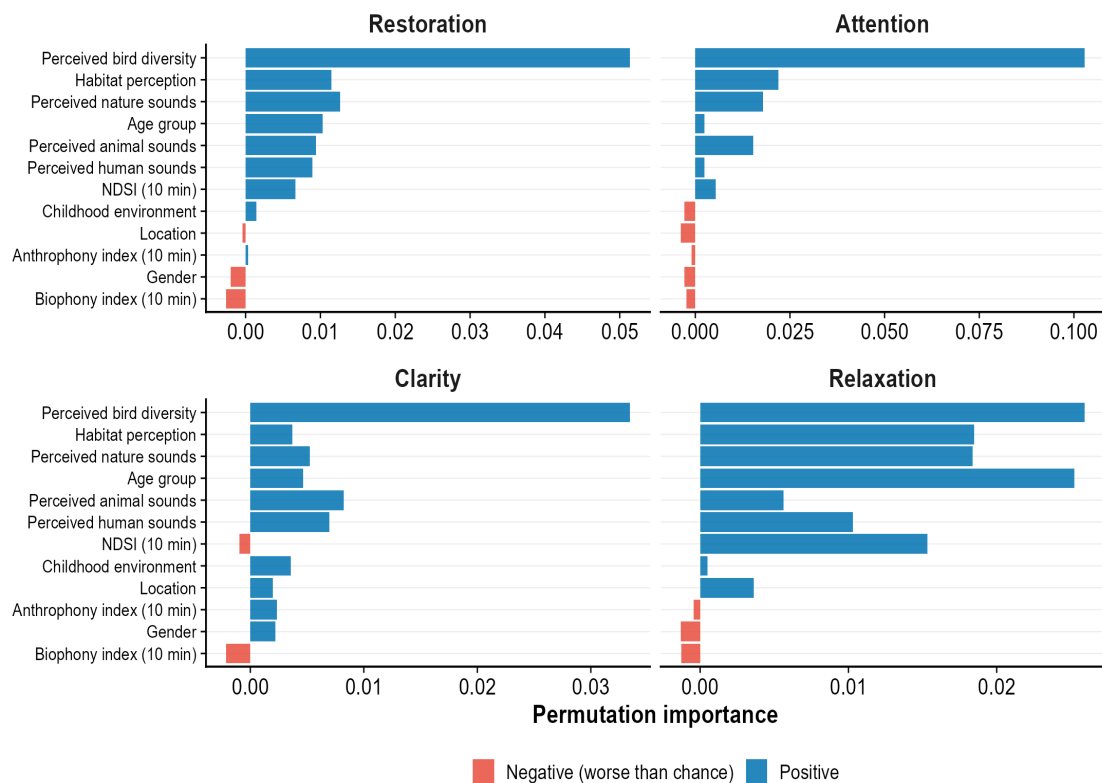 Restoration
Attention
Perceived bird diversity
Habitat perception
Perceived nature sounds
Age group
Perceived animal sounds
Perceived human sounds
NDSI (10 min)
Childhood environment
Location
Anthrophony index (10 min)
Gender
Biophony index (10 min)
0.00 0.01 0.02 0.03 0.04 0.05
0.000 0.025 0.050 0.075 0.100
Clarity
Relaxation
Perceived bird diversity
Habitat perception
Perceived nature sounds
Age group
Perceived animal sounds
Perceived human sounds
NDSI (10 min)
Childhood environment
Location
Anthrophony index (10 min)
Gender
Biophony index (10 min)
0.00 0.01 0.02 0.03
0.00 0.01 0.02
Permutation importance
Negative (worse than chance) Positive